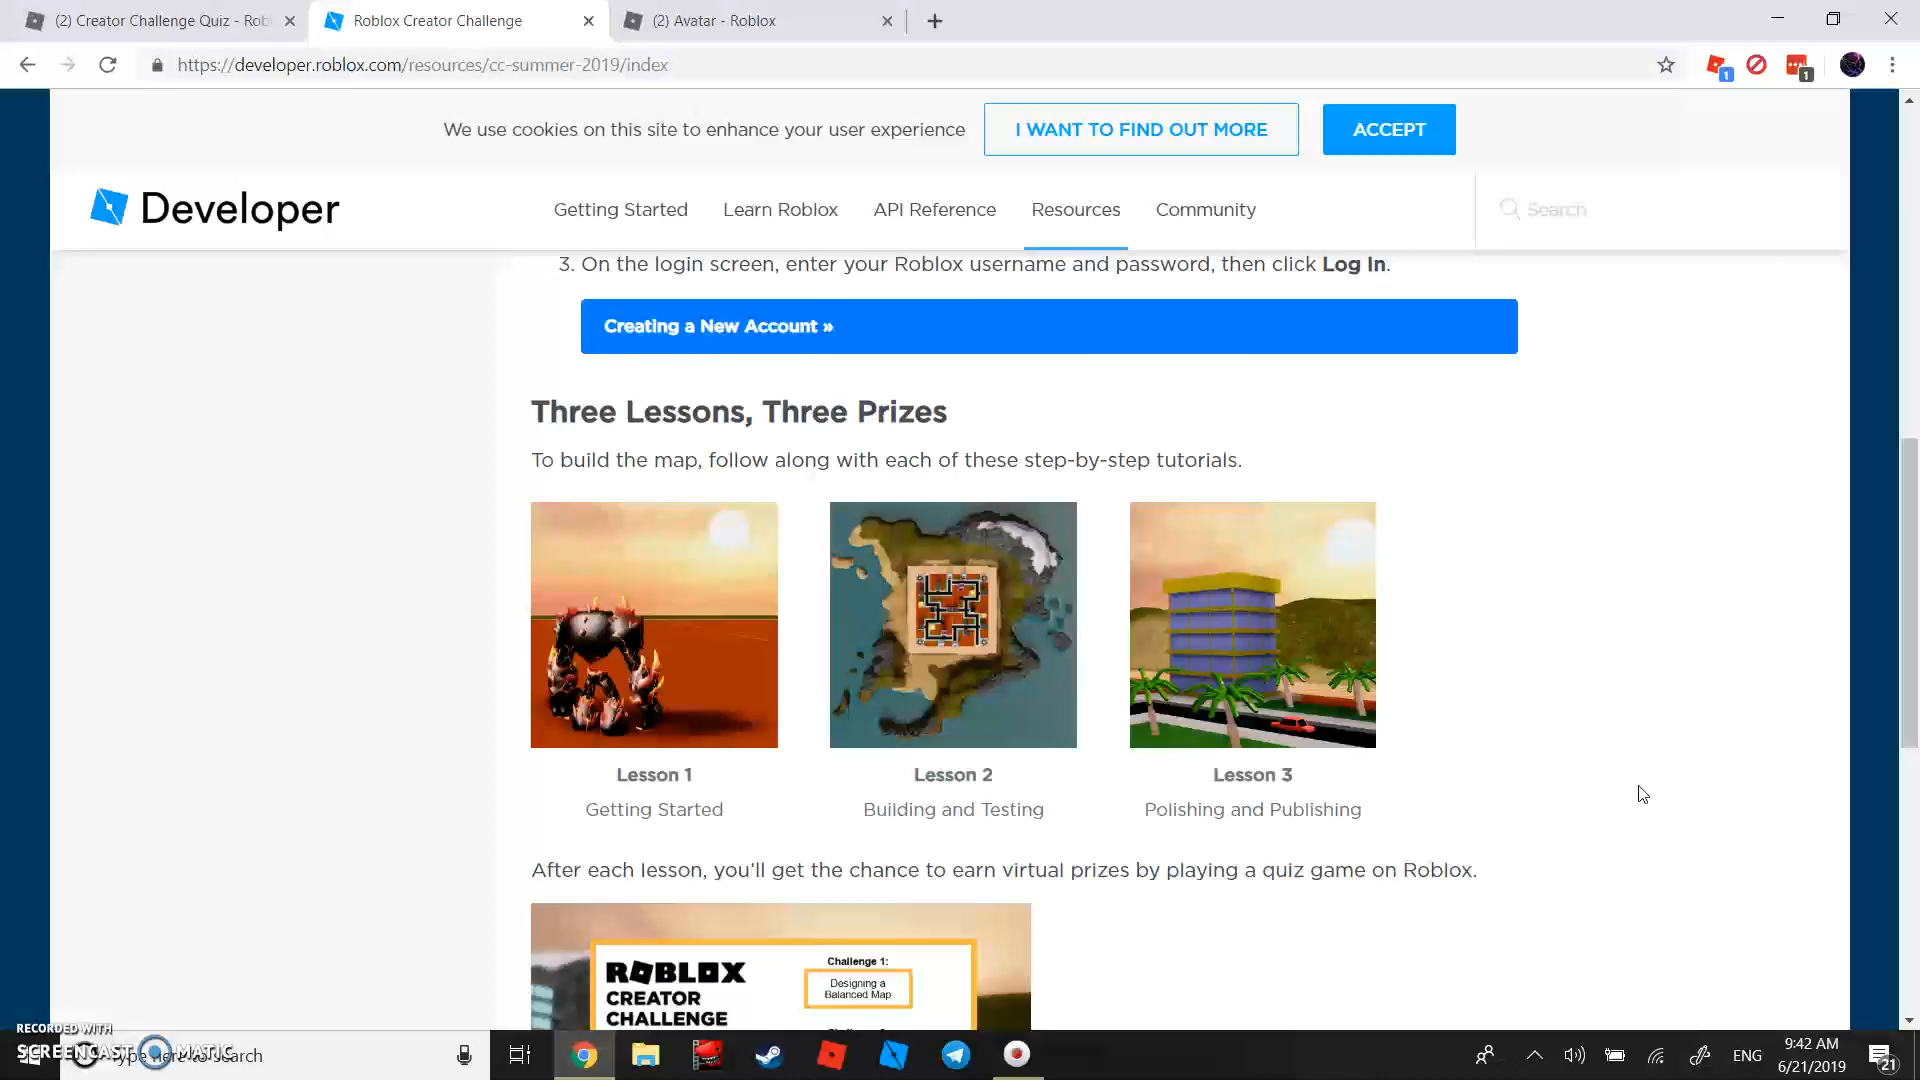 (2) Creator Challenge Quiz - Rob
Roblox Creator Challenge
(2) Avatar - Roblox
https://developer.roblox.com/resources/cc-summer-2019/index
1
1
We use cookies on this site to enhance your user experience
I WANT TO FIND OUT MORE
ACCEPT
Developer
Getting Started
Learn Roblox
API Reference
Resources
Community
Search
3. On the login screen, enter your Roblox username and password, then click Log In.
Creating a New Account »
Three Lessons, Three Prizes
To build the map, follow along with each of these step-by-step tutorials.
Lesson 1
Lesson 2
Lesson 3
Getting Started
Building and Testing
Polishing and Publishing
After each lesson, you'll get the chance to earn virtual prizes by playing a quiz game on Roblox.
ROBLOX
CREATOR
CHALLENGE
Challenge 1:
Designing a
Balanced Map
RECORDED WITH
SCREENCAST MATIC
Type here to search
ENG
9:42 AM
6/21/2019
21